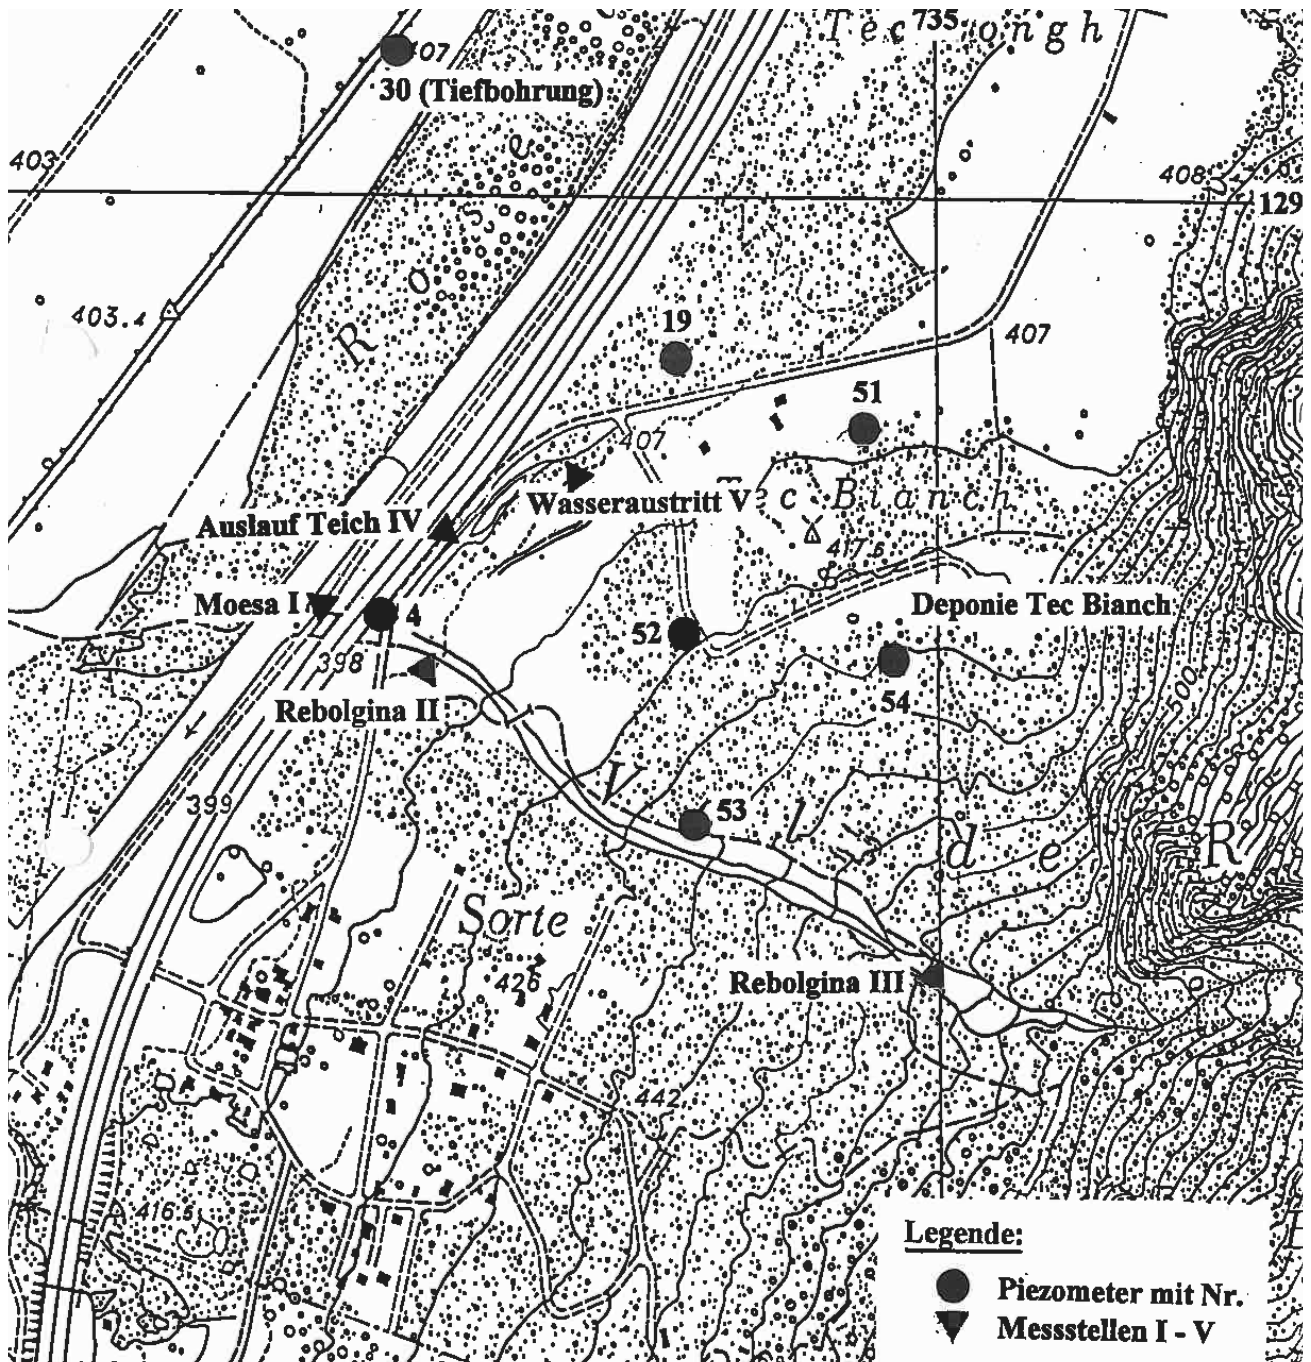 Tec 735 ongh
407
30 (Tiefbohrung)
403
408
129
R o s e
403.4
19
407
51
407
Wasseraustritt V
Tec Bianch
Auslauf Teich IV
417.5
Moesa I
4
52
Deponie Tec Bianch
398
54
Rebolgina II
500
399
53
V l s d e R
Sorte
426
Rebolgina III
442
416.5
Legende:
Piezometer mit Nr.
Messstellen I - V